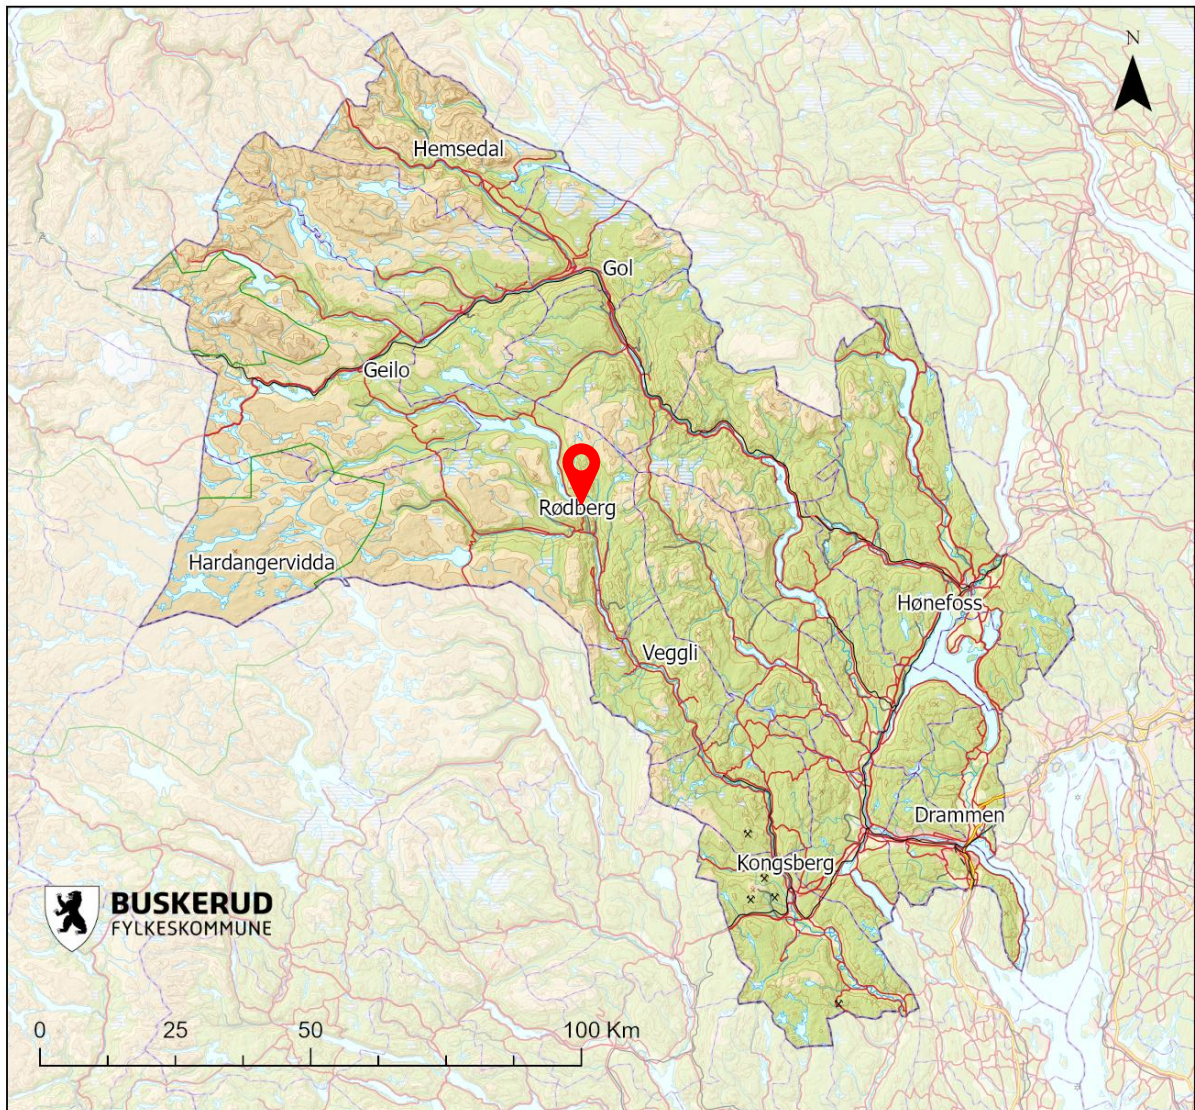 N
Hemsedal
Gol
Geilo
Rødberg
Hardangervidda
Hønefoss
Veggli
Drammen
Kongsberg
BUSKERUD
FYLKESKOMMUNE
0 25 50 100 Km